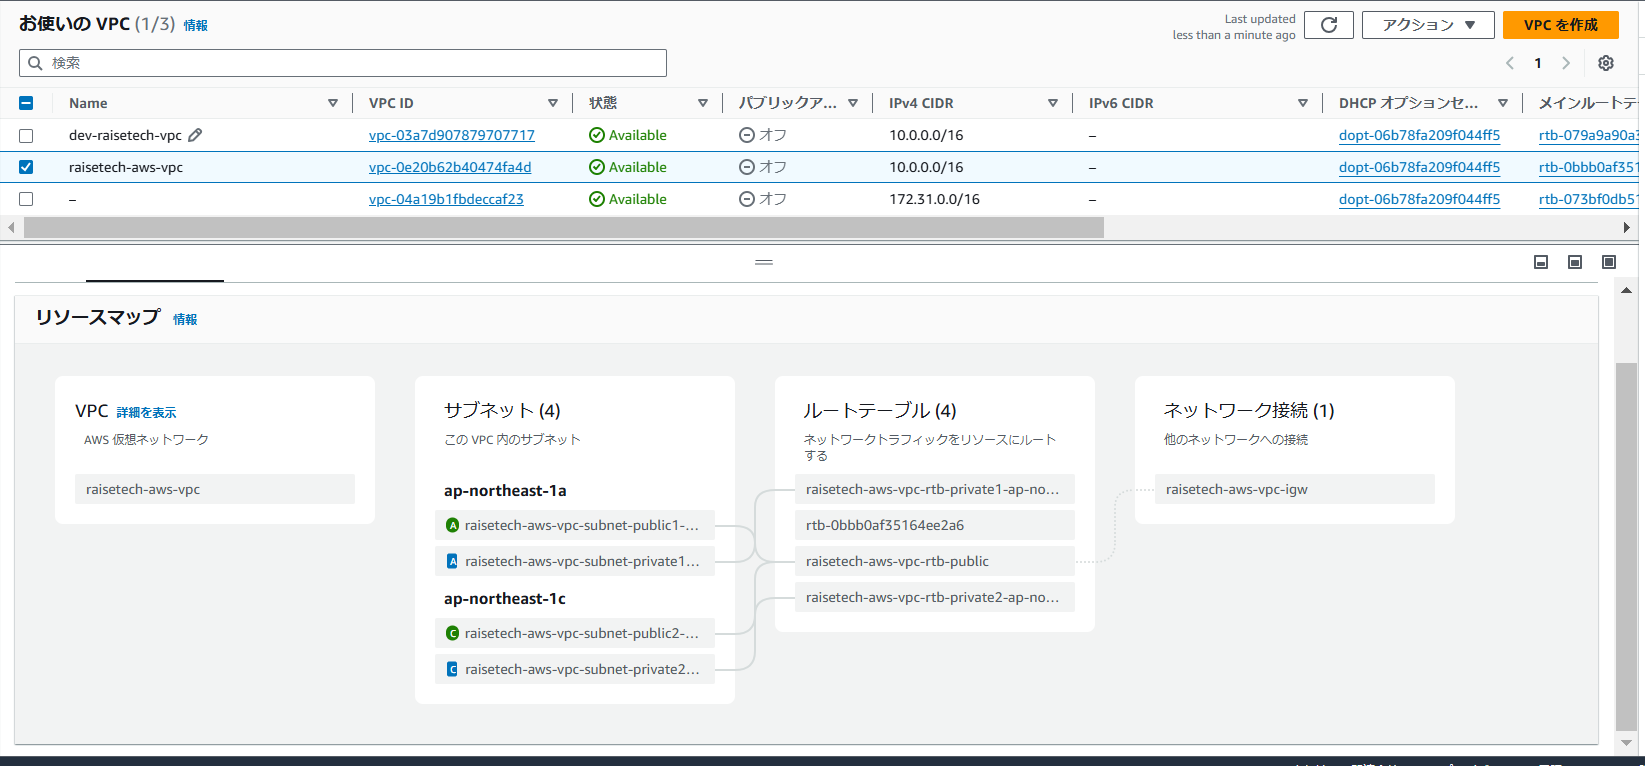 お使いの VPC (1/3) 情報
Last updated
less than a minute ago
アクション
VPC を作成
検索
1
Name VPC ID 状態 パブリックア... IPv4 CIDR IPv6 CIDR DHCP オプションセ... メインルートテ
dev-raisetech-vpc vpc-03a7d907879707717 Available オフ 10.0.0.0/16 – dopt-06b78fa209f044ff5 rtb-079a9a90a
raisetech-aws-vpc vpc-0e20b62b40474fa4d Available オフ 10.0.0.0/16 – dopt-06b78fa209f044ff5 rtb-0bbb0af351
– vpc-04a19b1fbdeccaf23 Available オフ 172.31.0.0/16 – dopt-06b78fa209f044ff5 rtb-073bf0db51
リソースマップ 情報
VPC 詳細を表示
AWS 仮想ネットワーク
raisetech-aws-vpc
サブネット (4)
この VPC 内のサブネット
ap-northeast-1a
A raisetech-aws-vpc-subnet-public1-...
A raisetech-aws-vpc-subnet-private1...
ap-northeast-1c
C raisetech-aws-vpc-subnet-public2-...
C raisetech-aws-vpc-subnet-private2...
ルートテーブル (4)
ネットワークトラフィックをリソースにルート
する
raisetech-aws-vpc-rtb-private1-ap-no...
rtb-0bbb0af35164ee2a6
raisetech-aws-vpc-rtb-public
raisetech-aws-vpc-rtb-private2-ap-no...
ネットワーク接続 (1)
他のネットワークへの接続
raisetech-aws-vpc-igw